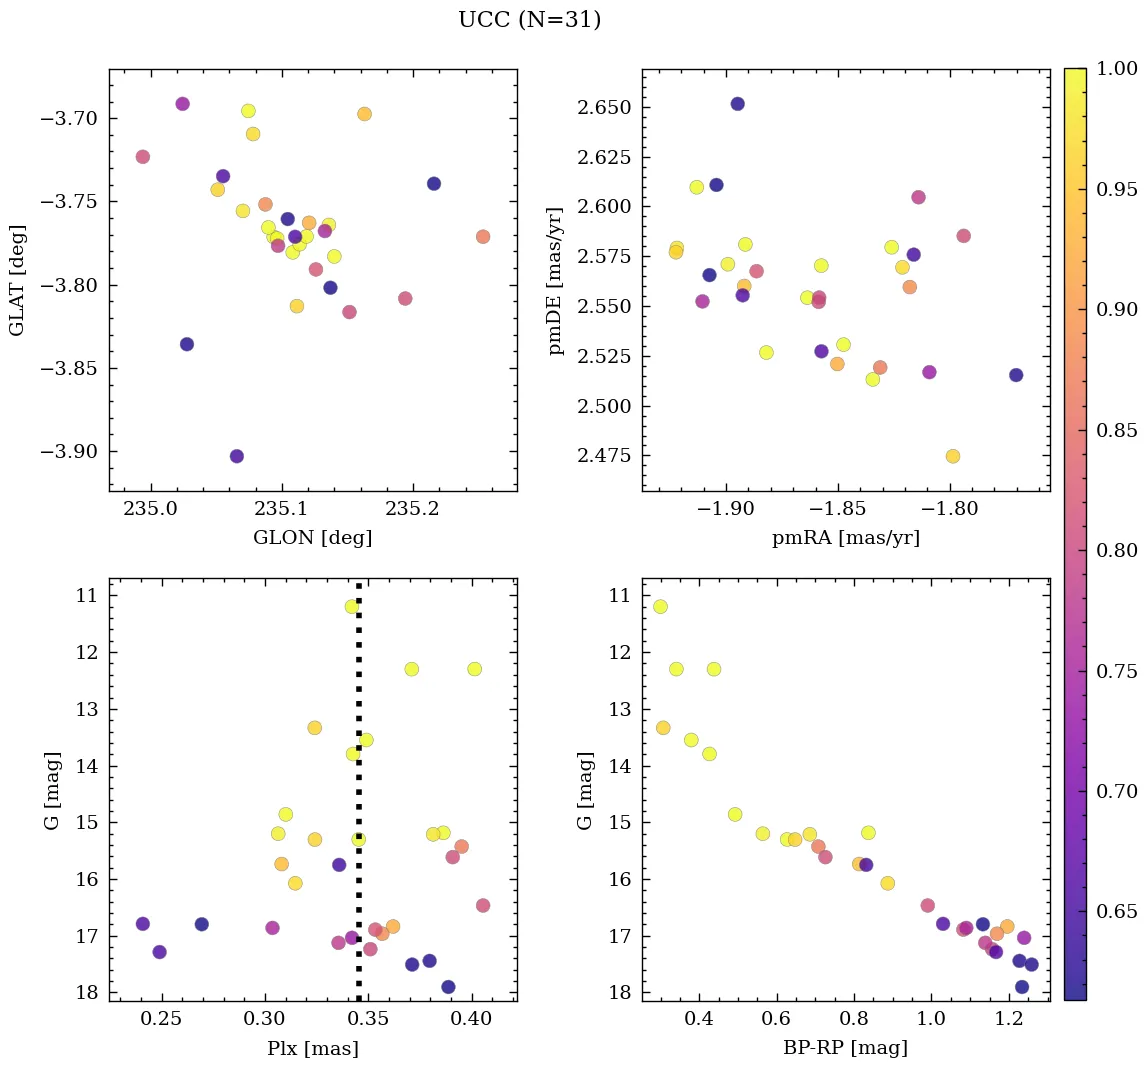 UCC (N=31)
−3.70
−3.75
−3.80
−3.85
−3.90
GLAT [deg]
235.0 235.1 235.2
GLON [deg]
2.650
2.625
2.600
2.575
2.550
2.525
2.500
2.475
pmDE [mas/yr]
−1.90 −1.85 −1.80
pmRA [mas/yr]
11
12
13
14
15
16
17
18
G [mag]
0.25 0.30 0.35 0.40
Plx [mas]
11
12
13
14
15
16
17
18
G [mag]
0.4 0.6 0.8 1.0 1.2
BP-RP [mag]
1.00
0.95
0.90
0.85
0.80
0.75
0.70
0.65